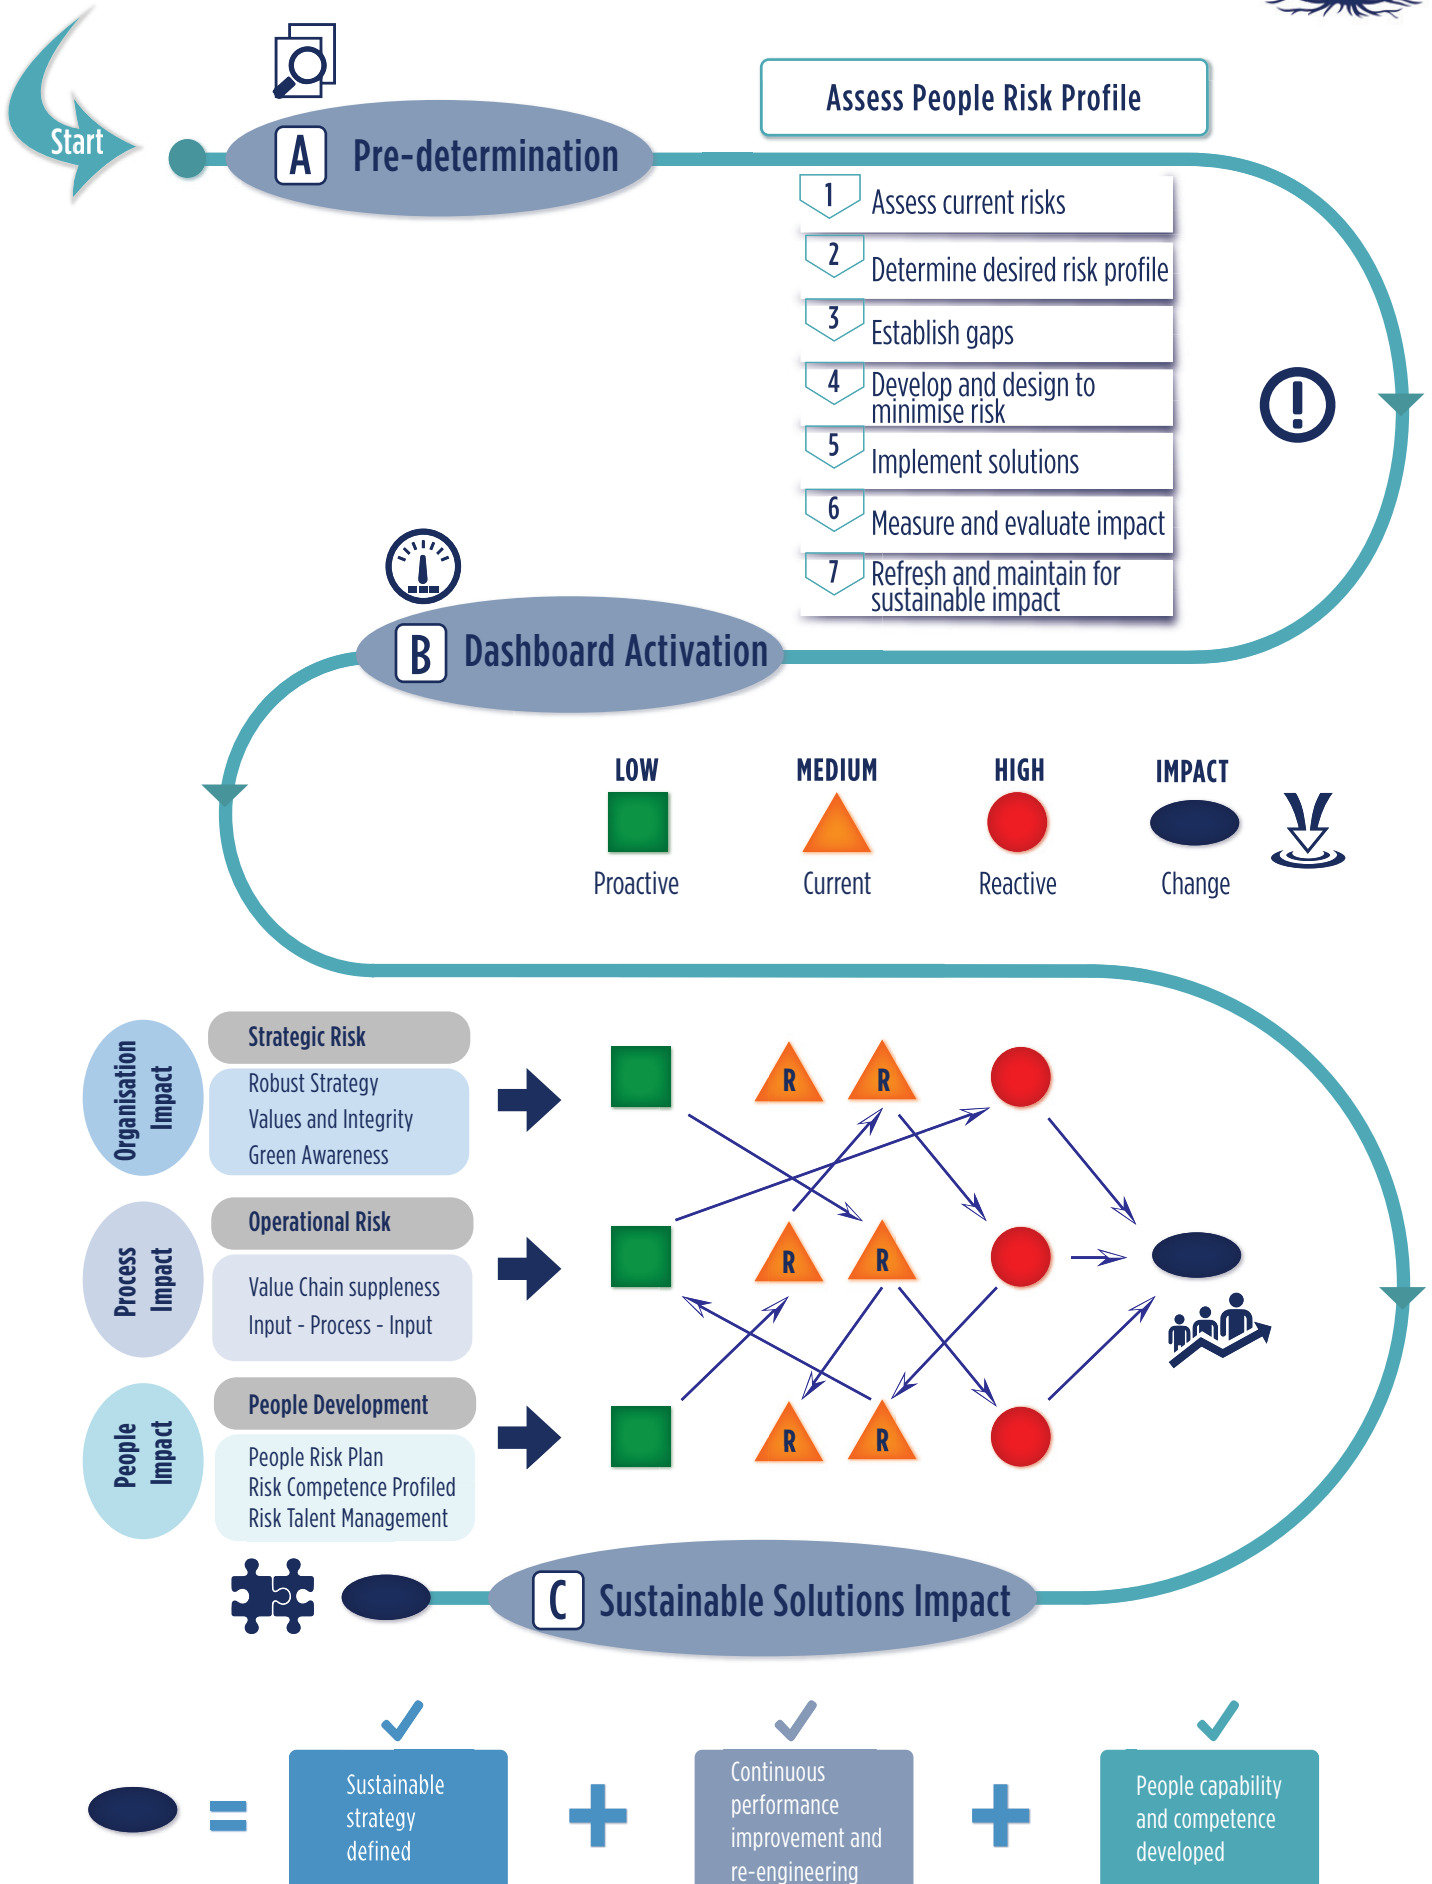 Start
A Pre-determination
Assess People Risk Profile
1 Assess current risks
2 Determine desired risk profile
3 Establish gaps
4 Develop and design to
minimise risk
5 Implement solutions
6 Measure and evaluate impact
7 Refresh and maintain for
sustainable impact
B Dashboard Activation
LOW MEDIUM HIGH IMPACT
Proactive Current Reactive Change
Organisation
Impact
Strategic Risk
Robust Strategy
Values and Integrity
Green Awareness
R R
Process
Impact
Operational Risk
Value Chain suppleness
Input - Process - Input
R R
People
Impact
People Development
People Risk Plan
Risk Competence Profiled
Risk Talent Management
R R
C Sustainable Solutions Impact
Sustainable
strategy
defined
Continuous
performance
improvement and
re-engineering
People capability
and competence
developed